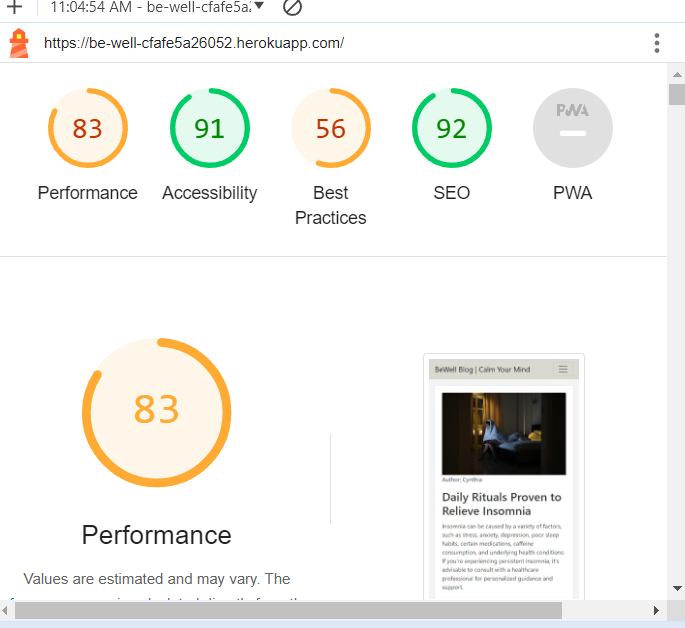 11:04:54 AM - be-well-cfafe5a
https://be-well-cfafe5a26052.herokuapp.com/
83
91
56
92
PWA
Performance
Accessibility
Best
Practices
SEO
PWA
83
Performance
Values are estimated and may vary. The
BeWell Blog | Calm Your Mind
Author: Cynthia
Daily Rituals Proven to
Relieve Insomnia
Insomnia can be caused by a variety of factors,
such as stress, anxiety, depression, poor sleep
habits, certain medications, caffeine
consumption, and underlying health conditions.
If you're experiencing persistent insomnia, it's
advisable to consult with a healthcare
professional for personalized guidance and
support.